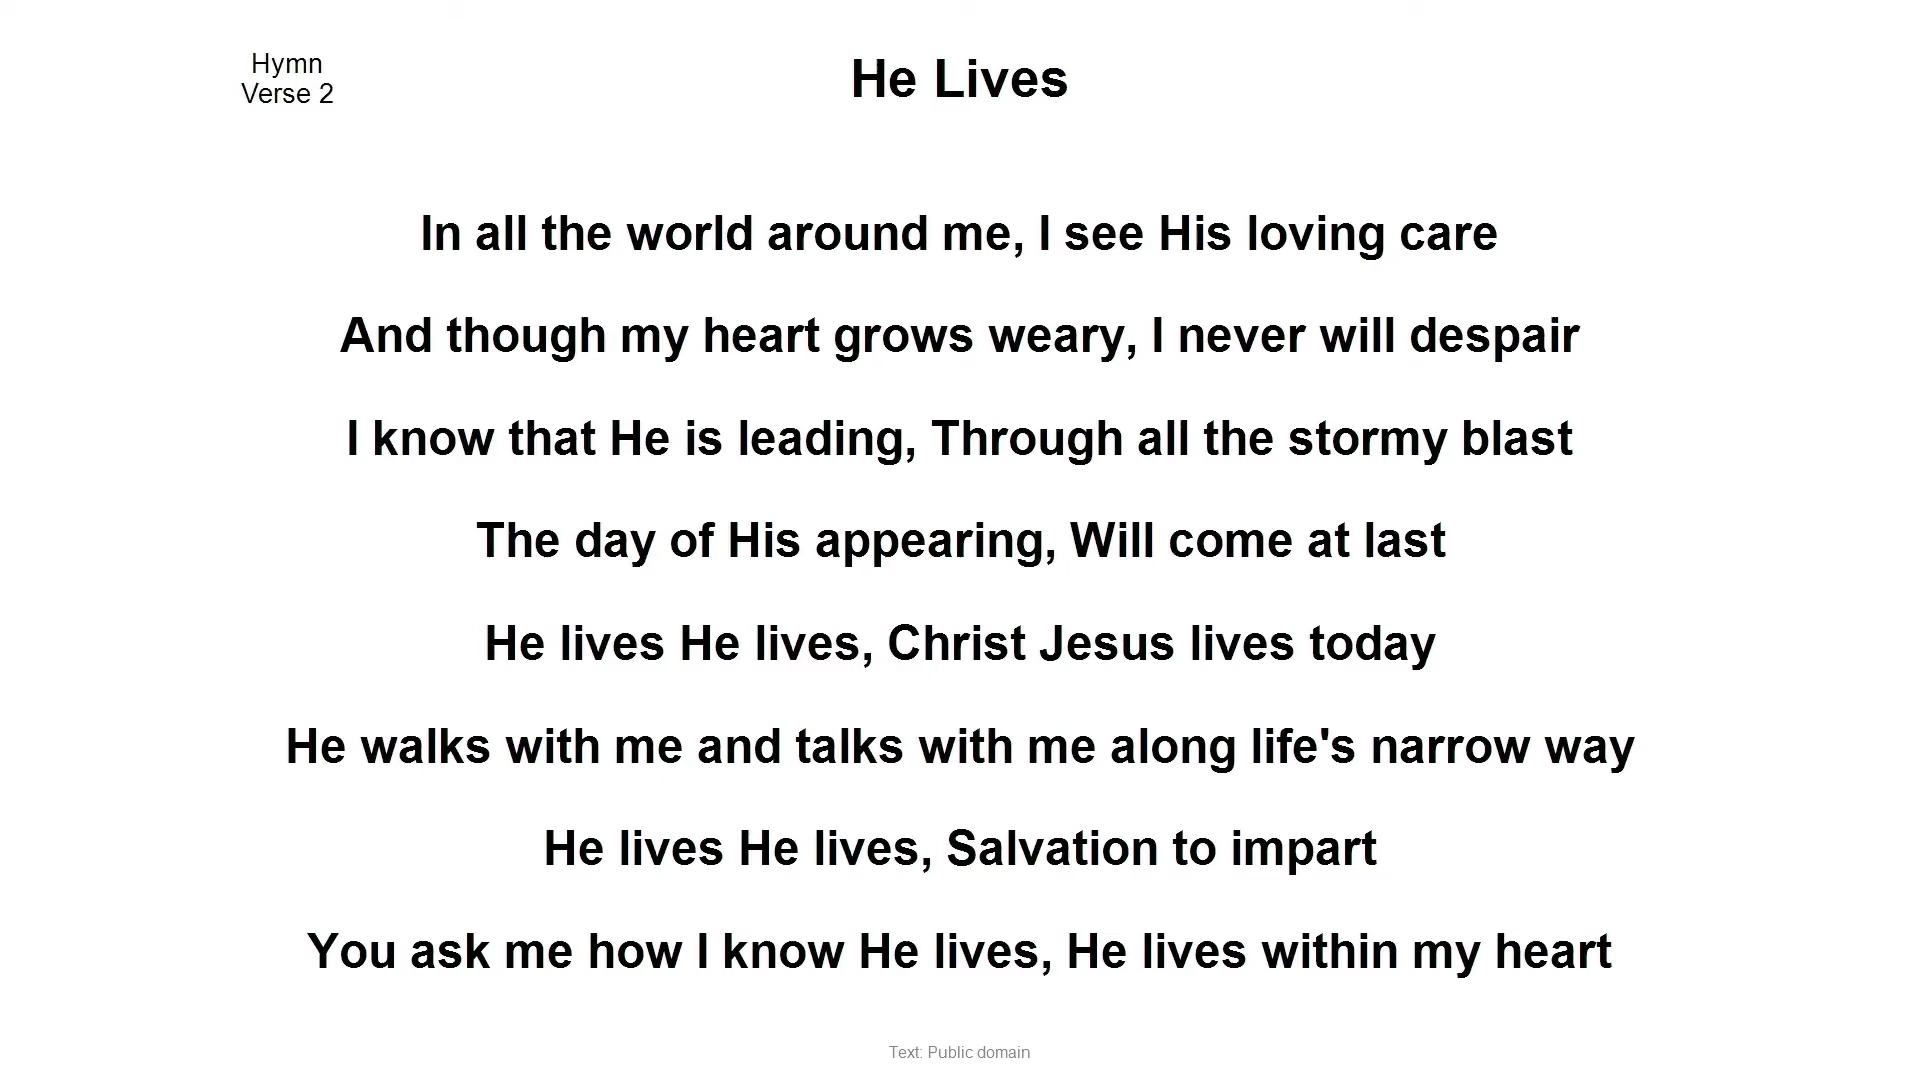 Hymn
Verse 2
He Lives
In all the world around me, I see His loving care
And though my heart grows weary, I never will despair
I know that He is leading, Through all the stormy blast
The day of His appearing, Will come at last
He lives He lives, Christ Jesus lives today
He walks with me and talks with me along life's narrow way
He lives He lives, Salvation to impart
You ask me how I know He lives, He lives within my heart
Text: Public domain